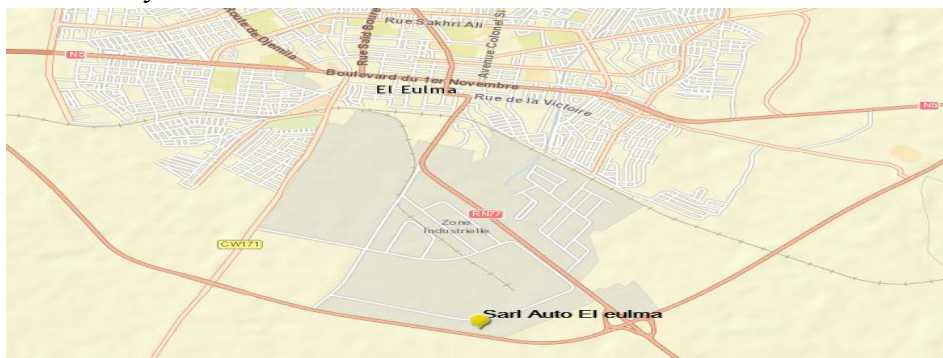 Rue Sakhri Ali
Route de Djemila
Rue Said Bou
Avenue Colonel Si
N5
Boulevard du 1er Novembre
El Eulma
Rue de la Victoire
N5
RN77
Zone
Industrielle
CW171
Sarl Auto El eulma